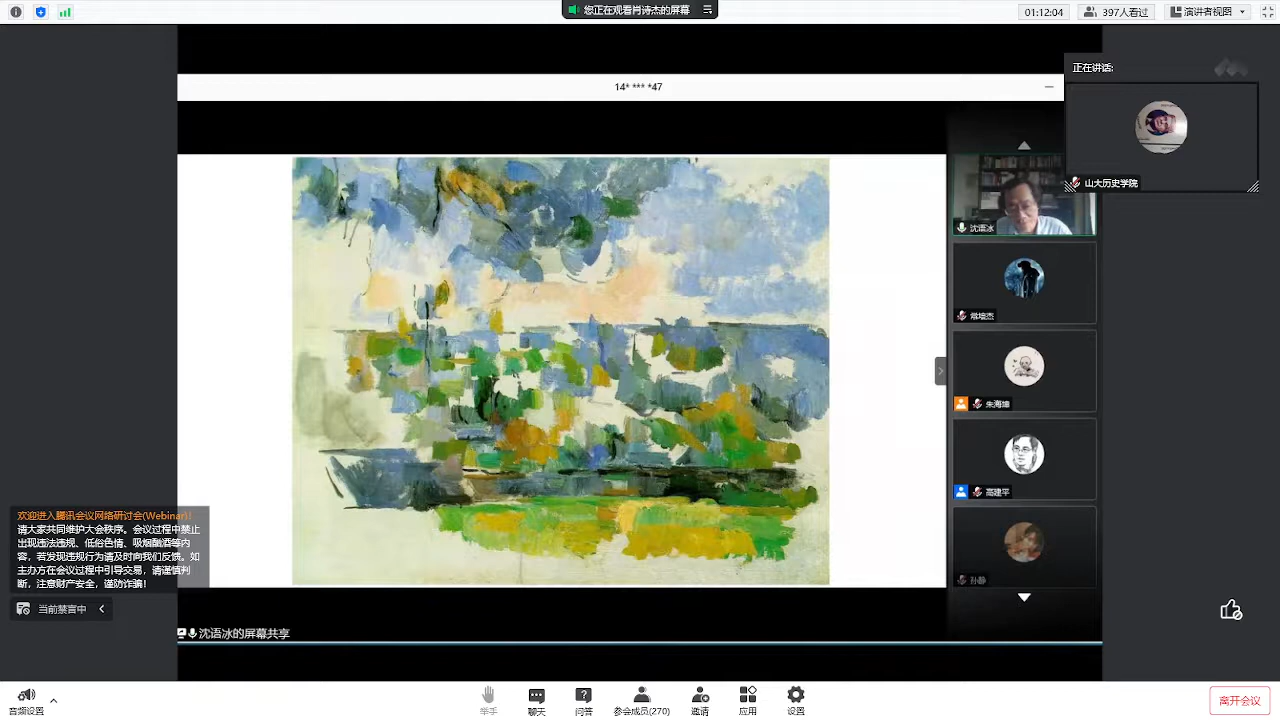 您正在观看肖诗杰的屏幕
01:12:04
397人看过
演讲者视图
14* *** *47
正在讲话:
山大历史学院
沈语冰
常培杰
朱海坤
高建平
孙静
欢迎进入腾讯会议网络研讨会(Webinar)!
请大家共同维护大会秩序。会议过程中禁止
出现违法违规、低俗色情、吸烟酗酒等内
容，若发现违规行为请及时向我们反馈。如
主办方在会议过程中引导交易，请谨慎判
断，注意财产安全，谨防诈骗!
当前禁言中
沈语冰的屏幕共享
音频设置
举手
聊天
问答
参会成员(270)
邀请
应用
设置
离开会议